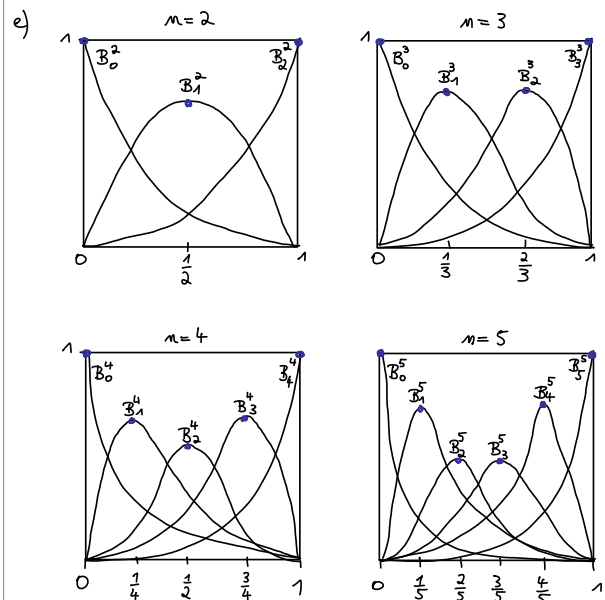 e)
n=2
1
B₀² B₁² B₂²
0 1/2 1
n=3
1
B₀³ B₁³ B₂³ B₃³
0 1/3 2/3 1
n=4
1
B₀⁴ B₁⁴ B₂⁴ B₃⁴ B₄⁴
0 1/4 1/2 3/4 1
n=5
B₀⁵ B₁⁵ B₂⁵ B₃⁵ B₄⁵ B₅⁵
0 1/5 2/5 3/5 4/5 1